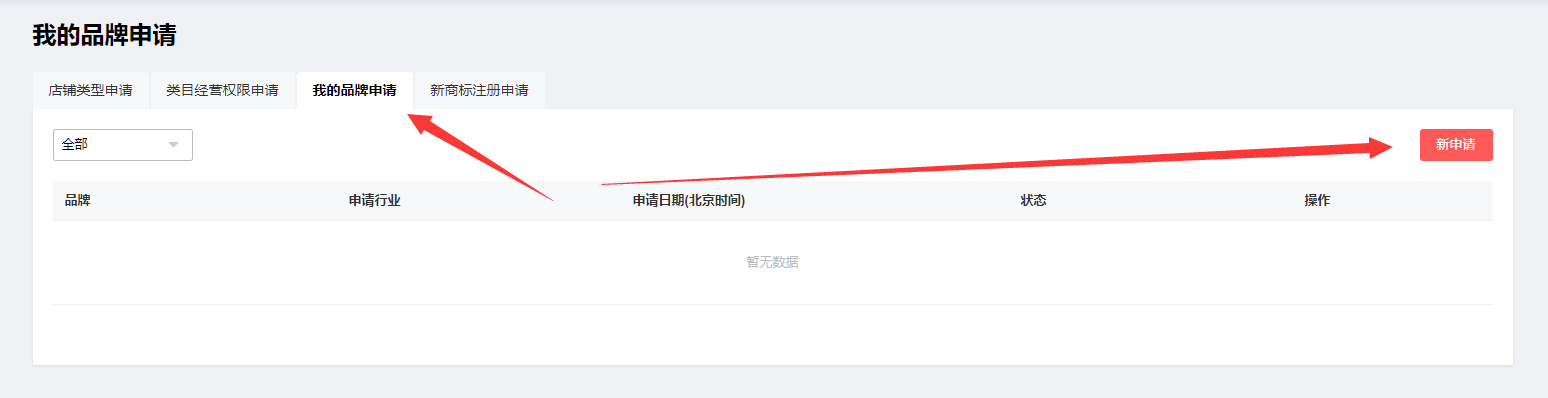 我的品牌申请
店铺类型申请 类目经营权限申请 我的品牌申请 新商标注册申请
全部 新申请
品牌 申请行业 申请日期(北京时间) 状态 操作
暂无数据